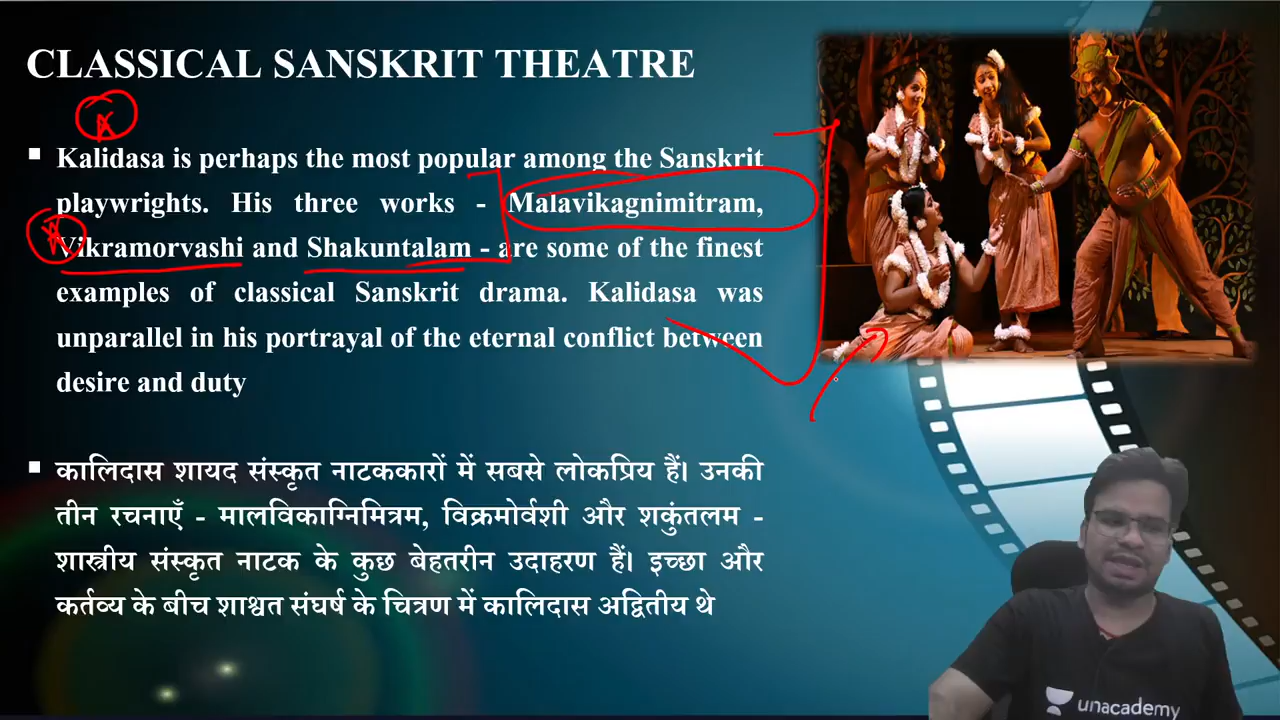 CLASSICAL SANSKRIT THEATRE
Kalidasa is perhaps the most popular among the Sanskrit
playwrights. His three works - Malavikagnimitram,
Vikramorvashi and Shakuntalam - are some of the finest
examples of classical Sanskrit drama. Kalidasa was
unparallel in his portrayal of the eternal conflict between
desire and duty
कालिदास शायद संस्कृत नाटककारों में सबसे लोकप्रिय हैं। उनकी
तीन रचनाएँ - मालविकाग्निमित्रम, विक्रमोर्वशी और शकुंतलम -
शास्त्रीय संस्कृत नाटक के कुछ बेहतरीन उदाहरण हैं। इच्छा और
कर्तव्य के बीच शाश्वत संघर्ष के चित्रण में कालिदास अद्वितीय थे
unacademy